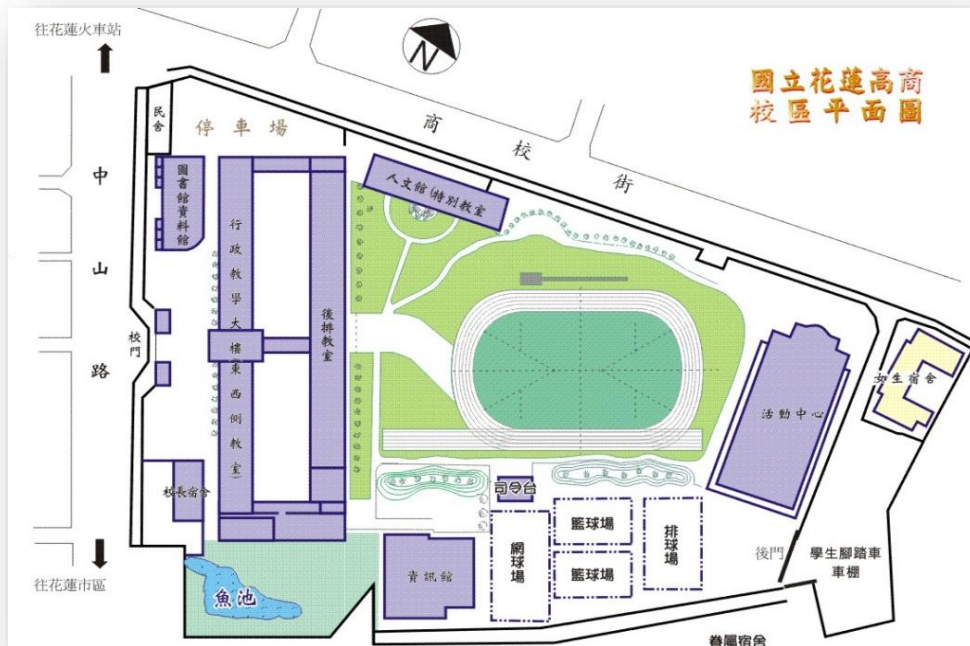 往花蓮火車站
N
國立花蓮高商
校區平面圖
民舍
停車場
商校街
中山路
圖書館資料館
人文館(特別教室
行政教學大樓(東西側教室)
後排教室
校門
女生宿舍
活動中心
校長宿舍
司令台
網球場
籃球場
籃球場
排球場
後門
學生腳踏車
車棚
資訊館
往花蓮市區
魚池
眷屬宿舍